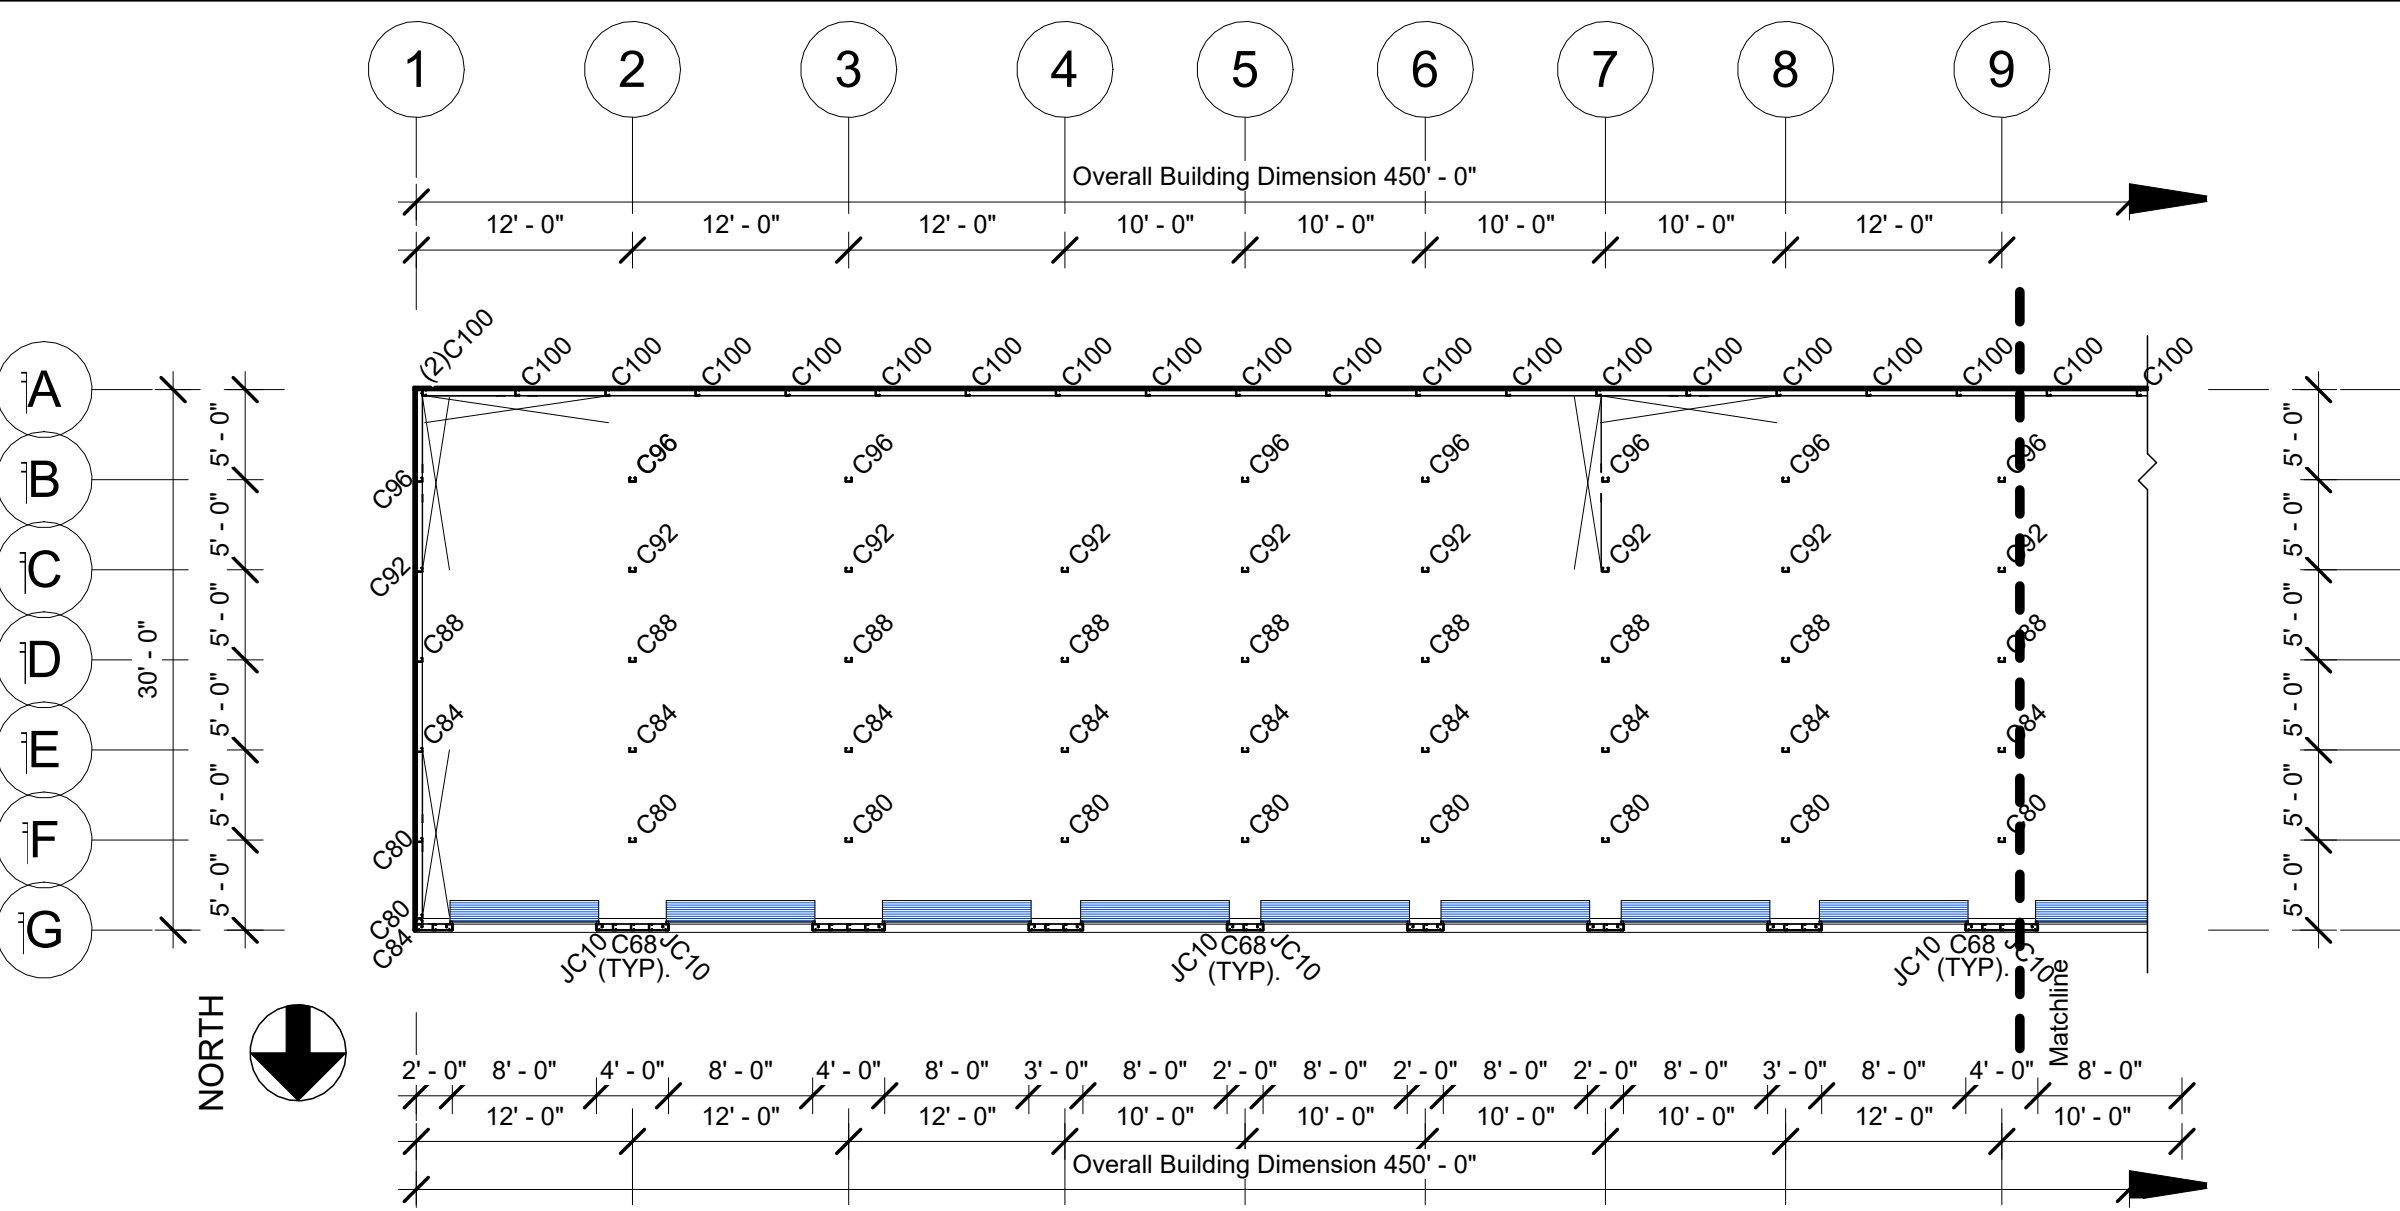 1 2 3 4 5 6 7 8 9
Overall Building Dimension 450' - 0"
12' - 0" 12' - 0" 12' - 0" 10' - 0" 10' - 0" 10' - 0" 10' - 0" 12' - 0"
(2)C100 C100 C100 C100 C100 C100 C100 C100 C100 C100 C100 C100 C100 C100 C100 C100 C100 C100 C100 C100
A
5' - 0" 5' - 0"
C96 C96 C96 C96 C96 C96 C96 C96
B
5' - 0" 5' - 0"
C92 C92 C92 C92 C92 C92 C92 C92 C92
C
5' - 0" 5' - 0"
30' - 0"
C88 C88 C88 C88 C88 C88 C88 C88 C88
D
5' - 0" 5' - 0"
C84 C84 C84 C84 C84 C84 C84 C84 C84
E
5' - 0" 5' - 0"
C80 C80 C80 C80 C80 C80 C80 C80 C80
F
5' - 0" 5' - 0"
C80
G
C84
JC10 C68 JC10 JC10 C68 JC10 JC10 C68 JC10
(TYP). (TYP). (TYP).
Matchline
NORTH
2' - 0" 8' - 0" 4' - 0" 8' - 0" 4' - 0" 8' - 0" 3' - 0" 8' - 0" 2' - 0" 8' - 0" 2' - 0" 8' - 0" 2' - 0" 8' - 0" 3' - 0" 8' - 0" 4' - 0" 8' - 0"
12' - 0" 12' - 0" 12' - 0" 10' - 0" 10' - 0" 10' - 0" 10' - 0" 12' - 0" 10' - 0"
Overall Building Dimension 450' - 0"